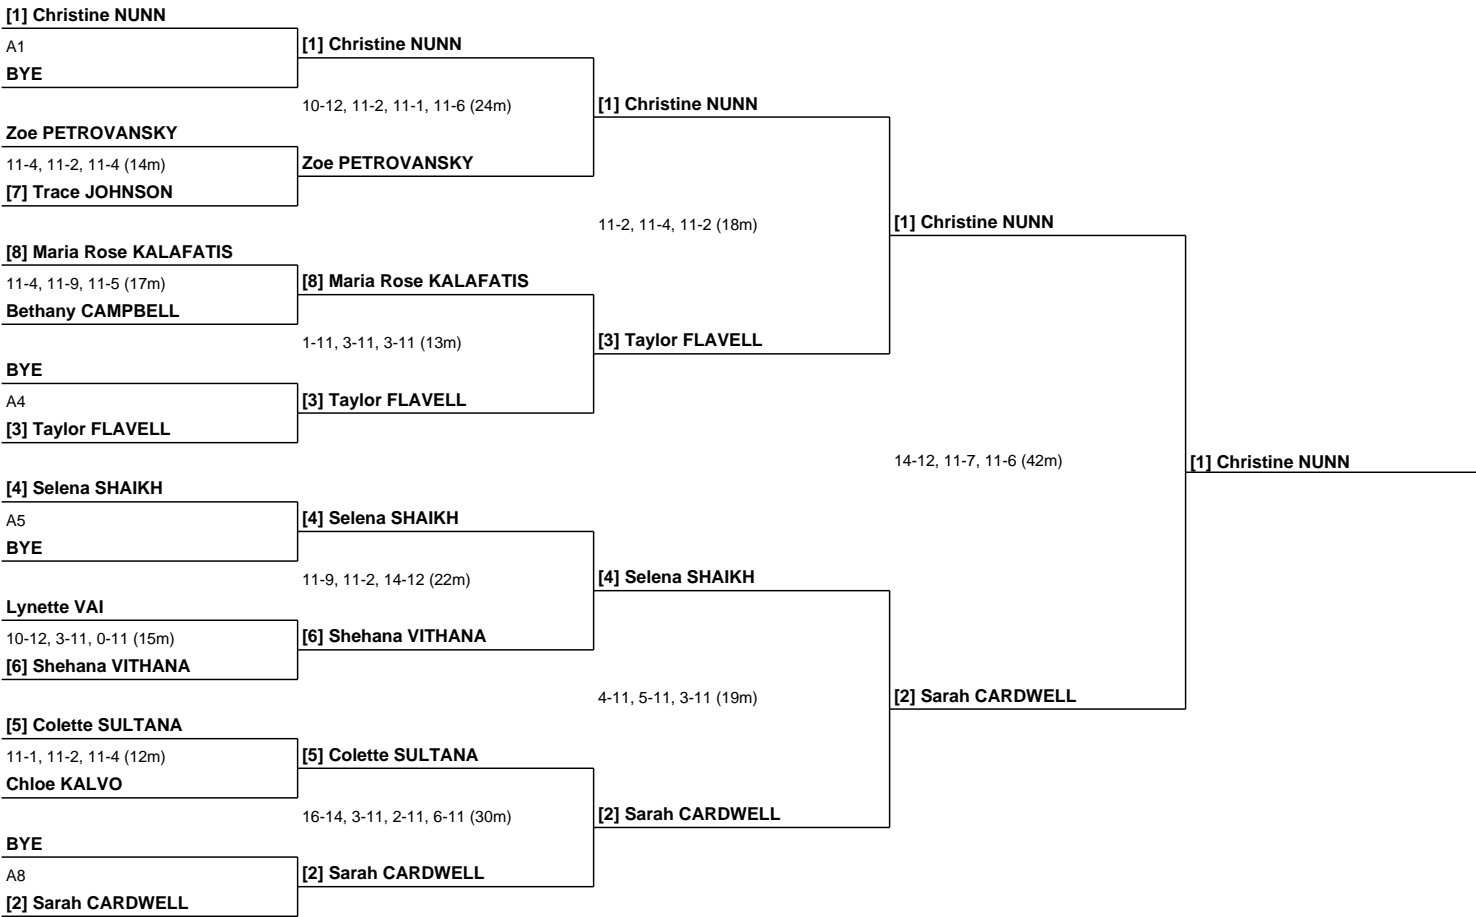 [1] Christine NUNN
A1
BYE
Zoe PETROVANSKY
11-4, 11-2, 11-4 (14m)
[7] Trace JOHNSON
[8] Maria Rose KALAFATIS
11-4, 11-9, 11-5 (17m)
Bethany CAMPBELL
BYE
A4
[3] Taylor FLAVELL
[4] Selena SHAIKH
A5
BYE
Lynette VAI
10-12, 3-11, 0-11 (15m)
[6] Shehana VITHANA
[5] Colette SULTANA
11-1, 11-2, 11-4 (12m)
Chloe KALVO
BYE
A8
[2] Sarah CARDWELL
[1] Christine NUNN
10-12, 11-2, 11-1, 11-6 (24m)
Zoe PETROVANSKY
[8] Maria Rose KALAFATIS
1-11, 3-11, 3-11 (13m)
[3] Taylor FLAVELL
[4] Selena SHAIKH
11-9, 11-2, 14-12 (22m)
[6] Shehana VITHANA
[5] Colette SULTANA
16-14, 3-11, 2-11, 6-11 (30m)
[2] Sarah CARDWELL
[1] Christine NUNN
11-2, 11-4, 11-2 (18m)
[3] Taylor FLAVELL
[4] Selena SHAIKH
4-11, 5-11, 3-11 (19m)
[2] Sarah CARDWELL
[1] Christine NUNN
14-12, 11-7, 11-6 (42m)
[2] Sarah CARDWELL
[1] Christine NUNN